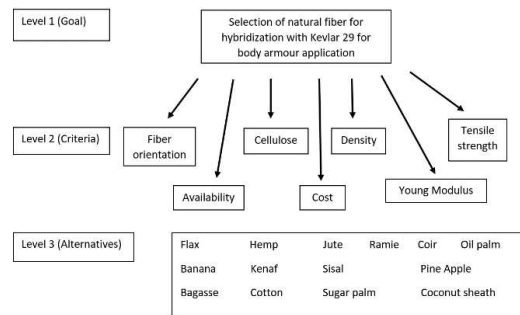 Level 1 (Goal)
Selection of natural fiber for
hybridization with Kevlar 29 for
body armour application
Level 2 (Criteria)
Fiber
orientation
Cellulose
Density
Tensile
strength
Availability
Cost
Young Modulus
Level 3 (Alternatives)
Flax Hemp Jute Ramie Coir Oil palm
Banana Kenaf Sisal Pine Apple
Bagasse Cotton Sugar palm Coconut sheath